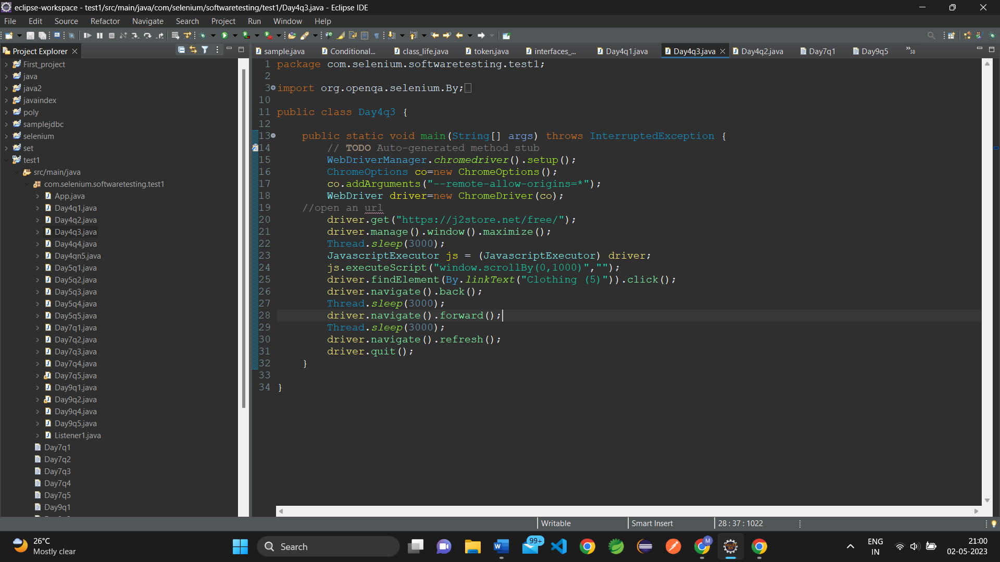 eclipse-workspace - test1/src/main/java/com/selenium/softwaretesting/test1/Day4q3.java - Eclipse IDE
File Edit Source Refactor Navigate Search Project Run Window Help
Project Explorer
sample.java Conditional... class_life.java token.java interfaces_... Day4q1.java Day4q3.java Day4q2.java Day7q1 Day9q5 »38
First_project
java
java2
javaindex
poly
samplejdbc
selenium
set
test1
src/main/java
com.selenium.softwaretesting.test1
App.java
Day4q1.java
Day4q2.java
Day4q3.java
Day4q4.java
Day4qn5.java
Day5q1.java
Day5q2.java
Day5q3.java
Day5q4.java
Day5q5.java
Day7q1.java
Day7q2.java
Day7q3.java
Day7q4.java
Day7q5.java
Day9q1.java
Day9q2.java
Day9q4.java
Day9q5.java
Listener1.java
Day7q1
Day7q2
Day7q3
Day7q4
Day7q5
Day9q1
1 package com.selenium.softwaretesting.test1;
2
3 import org.openqa.selenium.By;
10
11 public class Day4q3 {
12
13 public static void main(String[] args) throws InterruptedException {
14 // TODO Auto-generated method stub
15 WebDriverManager.chromedriver().setup();
16 ChromeOptions co=new ChromeOptions();
17 co.addArguments("--remote-allow-origins=*");
18 WebDriver driver=new ChromeDriver(co);
19 //open an url
20 driver.get("https://j2store.net/free/");
21 driver.manage().window().maximize();
22 Thread.sleep(3000);
23 JavascriptExecutor js = (JavascriptExecutor) driver;
24 js.executeScript("window.scrollBy(0,1000)","");
25 driver.findElement(By.linkText("Clothing (5)")).click();
26 driver.navigate().back();
27 Thread.sleep(3000);
28 driver.navigate().forward();
29 Thread.sleep(3000);
30 driver.navigate().refresh();
31 driver.quit();
32 }
33
34 }
Writable Smart Insert 28 : 37 : 1022
26°C
Mostly clear
Search
99+
M
ENG
IN
21:00
02-05-2023